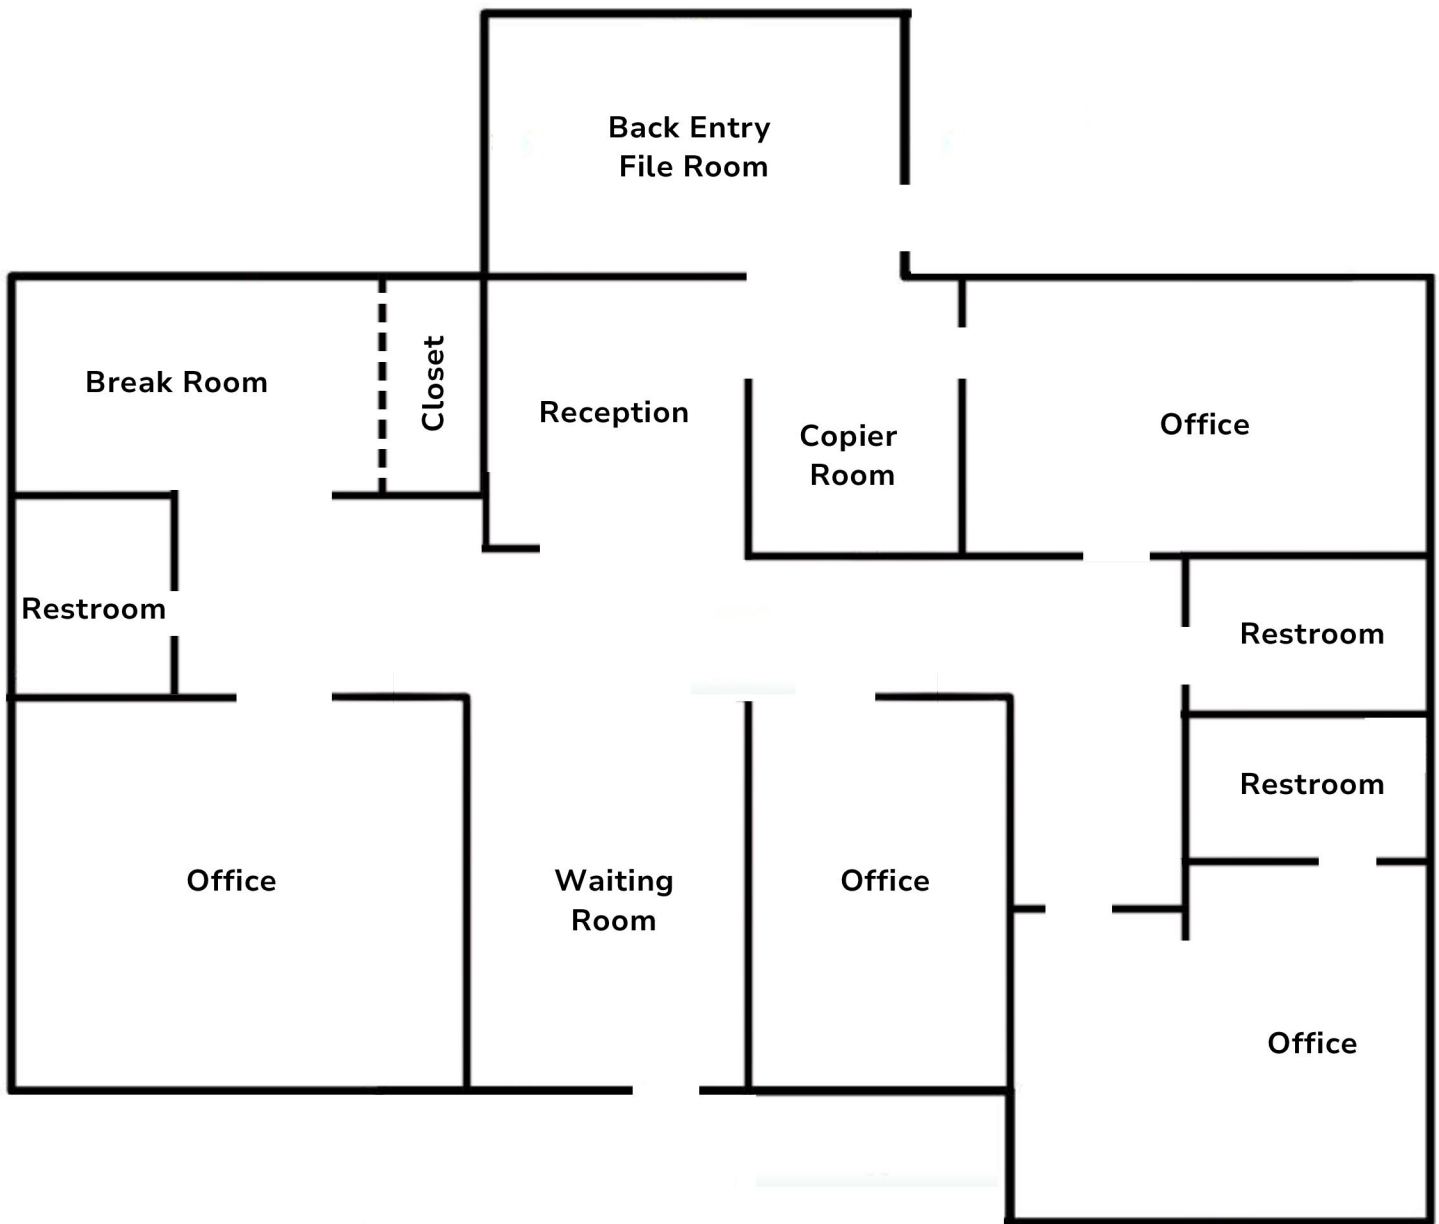 Back Entry
File Room
Break Room
Closet
Reception
Copier
Room
Office
Restroom
Restroom
Restroom
Office
Waiting
Room
Office
Office